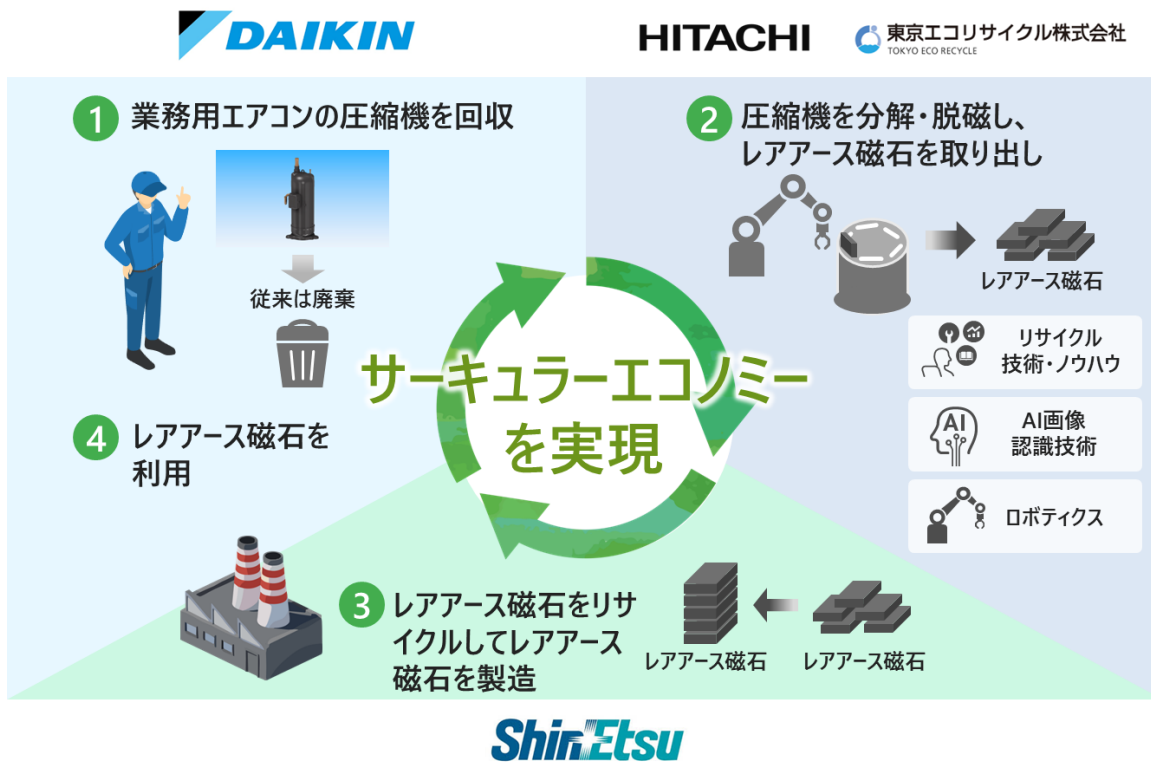 DAIKIN
HITACHI
東京エコリサイクル株式会社
TOKYO ECO RECYCLE
1 業務用エアコンの圧縮機を回収
従来は廃棄
2 圧縮機を分解・脱磁し、
レアアース磁石を取り出し
レアアース磁石
リサイクル
技術・ノウハウ
AI
AI画像
認識技術
ロボティクス
サーキュラーエコノミー
を実現
4 レアアース磁石を
利用
3 レアアース磁石をリサ
イクルしてレアアース
磁石を製造
レアアース磁石
レアアース磁石
ShinEtsu